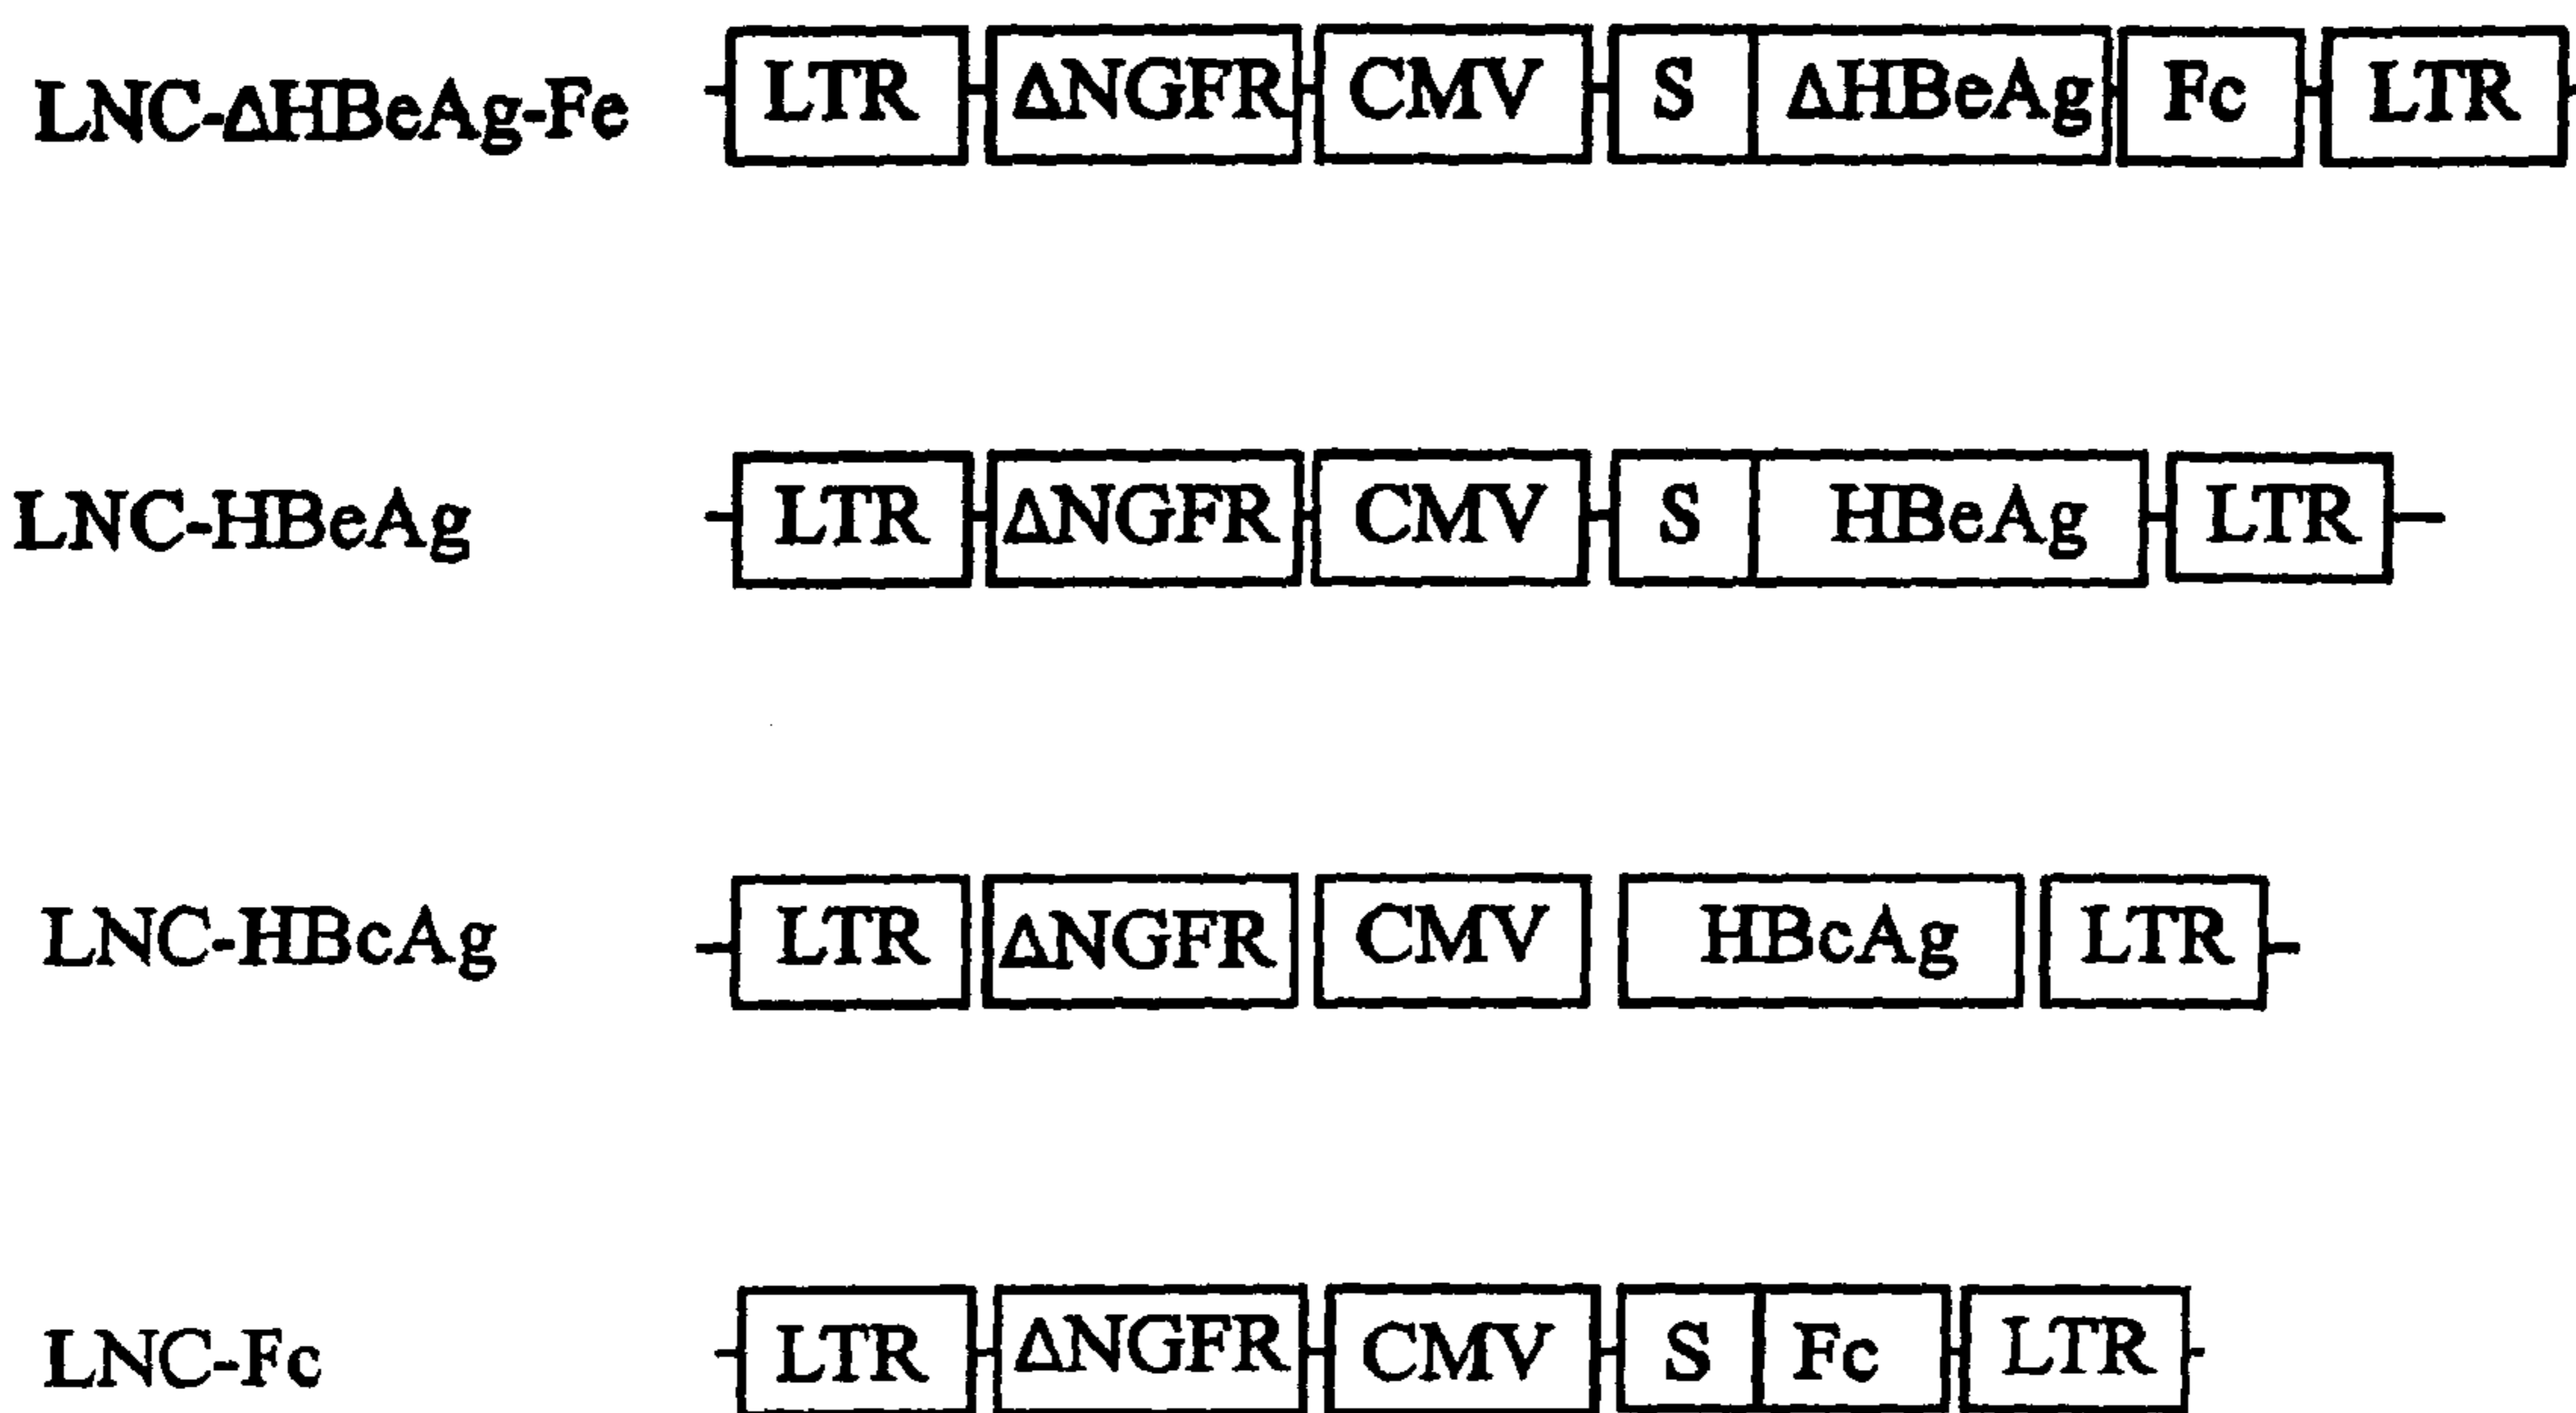 LNC-ΔHBeAg-Fe LTR ΔNGFR CMV S ΔHBeAg Fc LTR
LNC-HBeAg LTR ΔNGFR CMV S HBeAg LTR
LNC-HBcAg LTR ΔNGFR CMV HBcAg LTR
LNC-Fc LTR ΔNGFR CMV S Fc LTR